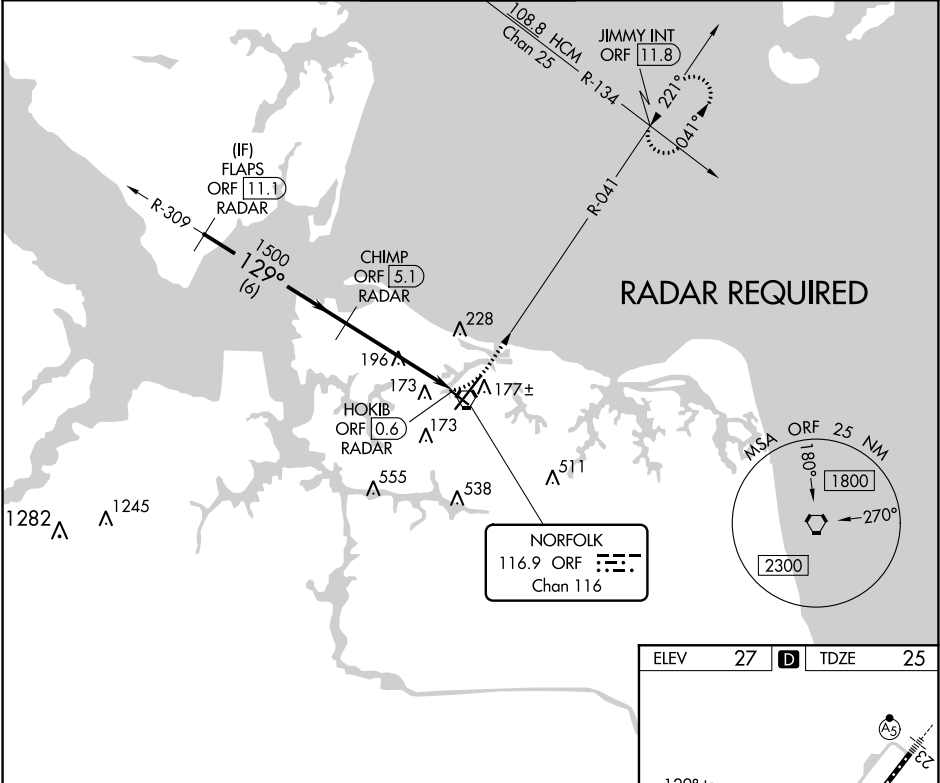 108.8 HCM
Chan 25
R-134
JIMMY INT
ORF 11.8
221°
041°
R-041
(IF)
FLAPS
ORF 11.1
RADAR
R-309
1500
129°
(6)
CHIMP
ORF 5.1
RADAR
RADAR REQUIRED
228
196
173
177±
HOKIB
ORF 0.6
RADAR
173
555
538
511
1282
1245
MSA ORF 25 NM
180°
1800
270°
2300
NORFOLK
116.9 ORF
Chan 116
ELEV 27 D TDZE 25
A5
23